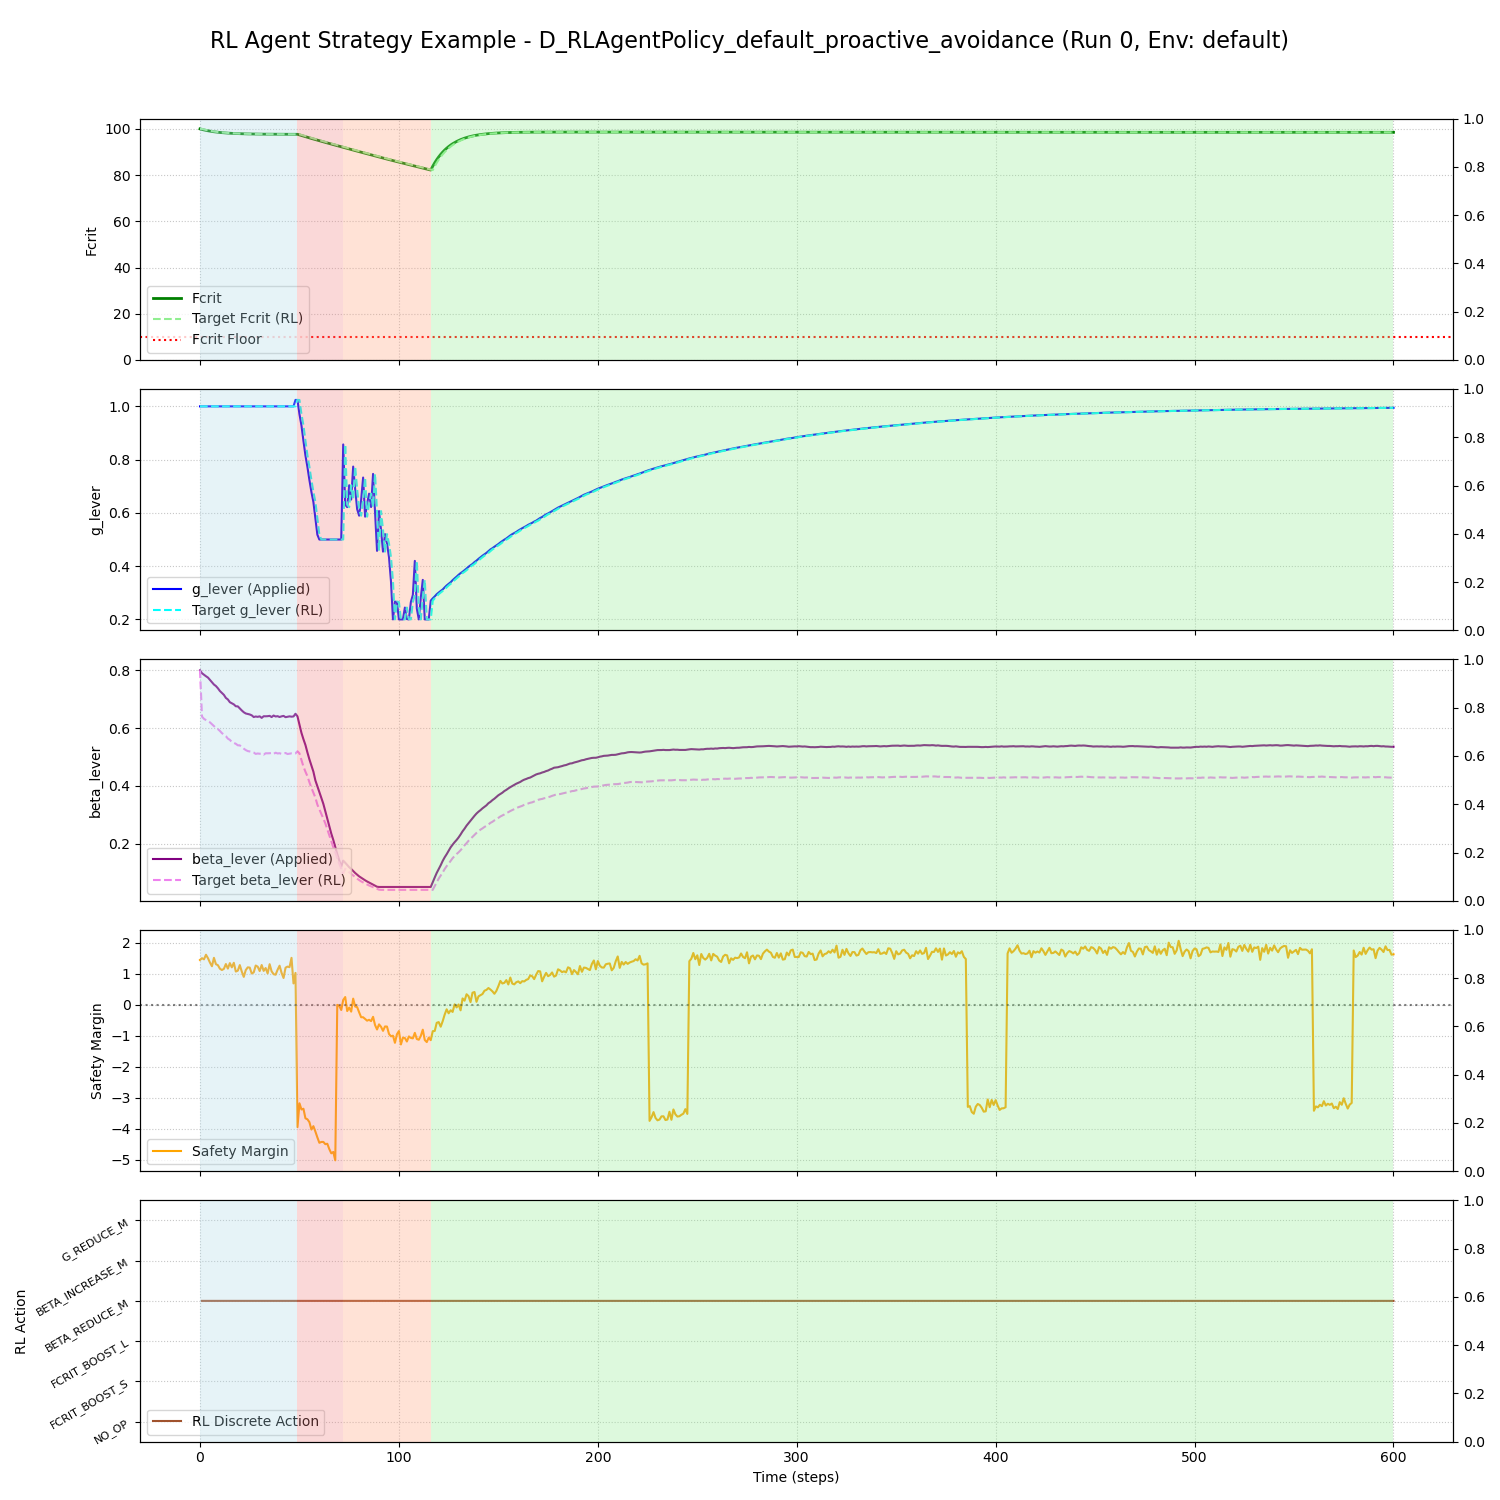 RL Agent Strategy Example - D_RLAgentPolicy_default_proactive_avoidance (Run 0, Env: default)
Fcrit
100
80
60
40
20
0
1.0
0.8
0.6
0.4
0.2
0.0
Fcrit
Target Fcrit (RL)
Fcrit Floor
g_lever
1.0
0.8
0.6
0.4
0.2
1.0
0.8
0.6
0.4
0.2
0.0
g_lever (Applied)
Target g_lever (RL)
beta_lever
0.8
0.6
0.4
0.2
1.0
0.8
0.6
0.4
0.2
0.0
beta_lever (Applied)
Target beta_lever (RL)
Safety Margin
2
1
0
−1
−2
−3
−4
−5
1.0
0.8
0.6
0.4
0.2
0.0
Safety Margin
RL Action
G_REDUCE_M
BETA_INCREASE_M
BETA_REDUCE_M
FCRIT_BOOST_L
FCRIT_BOOST_S
NO_OP
1.0
0.8
0.6
0.4
0.2
0.0
RL Discrete Action
0
100
200
300
400
500
600
Time (steps)